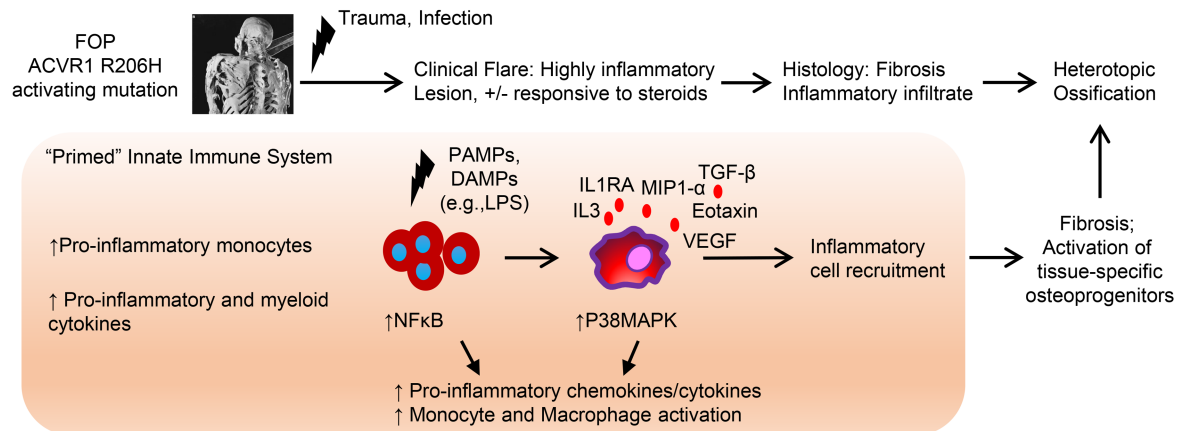 FOP
ACVR1 R206H
activating mutation
Trauma, Infection
Clinical Flare: Highly inflammatory
Lesion, +/- responsive to steroids
Histology: Fibrosis
Inflammatory infiltrate
Heterotopic
Ossification
“Primed” Innate Immune System
↑Pro-inflammatory monocytes
↑ Pro-inflammatory and myeloid
cytokines
PAMPs,
DAMPs
(e.g.,LPS)
↑NFκB
IL3
IL1RA
MIP1-α
TGF-β
Eotaxin
VEGF
↑P38MAPK
Inflammatory
cell recruitment
↑ Pro-inflammatory chemokines/cytokines
↑ Monocyte and Macrophage activation
Fibrosis;
Activation of
tissue-specific
osteoprogenitors